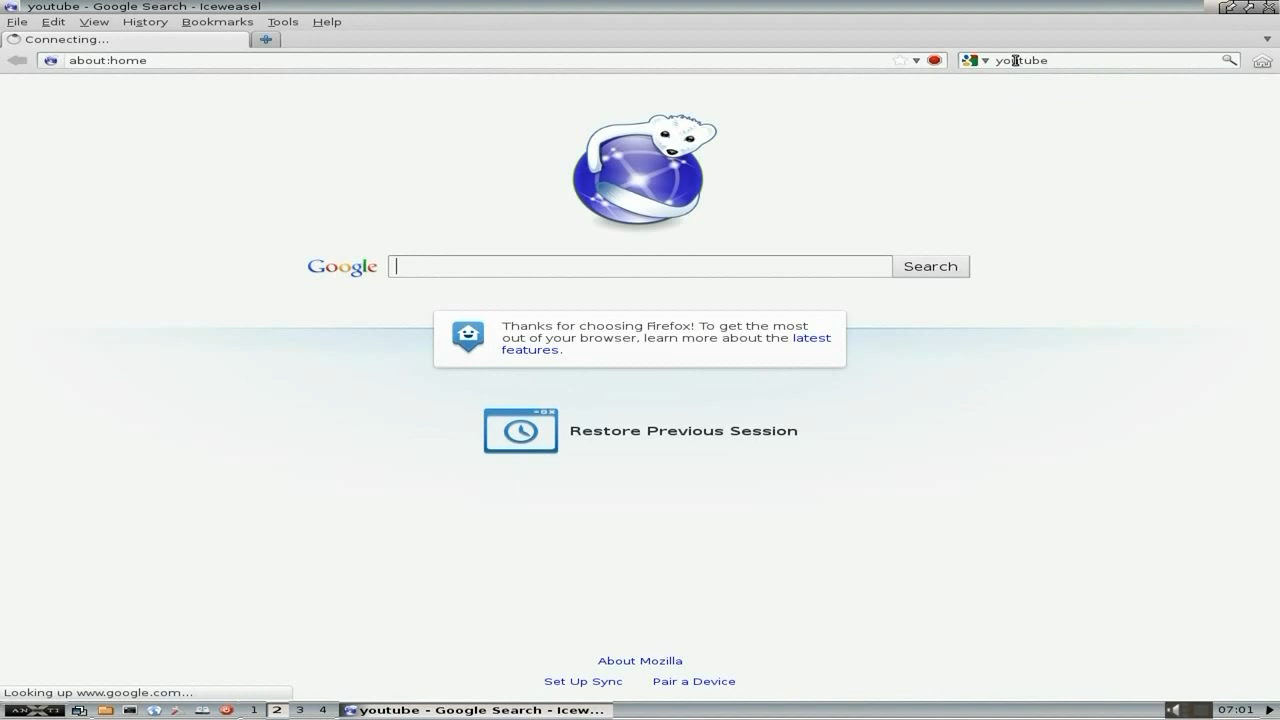 youtube - Google Search - Iceweasel
File Edit View History Bookmarks Tools Help
Connecting...
about:home
youtube
Google
Search
Thanks for choosing Firefox! To get the most
out of your browser, learn more about the latest
features.
Restore Previous Session
About Mozilla
Set Up Sync Pair a Device
Looking up www.google.com...
1 2 3 4 youtube - Google Search - Icew... 07:01